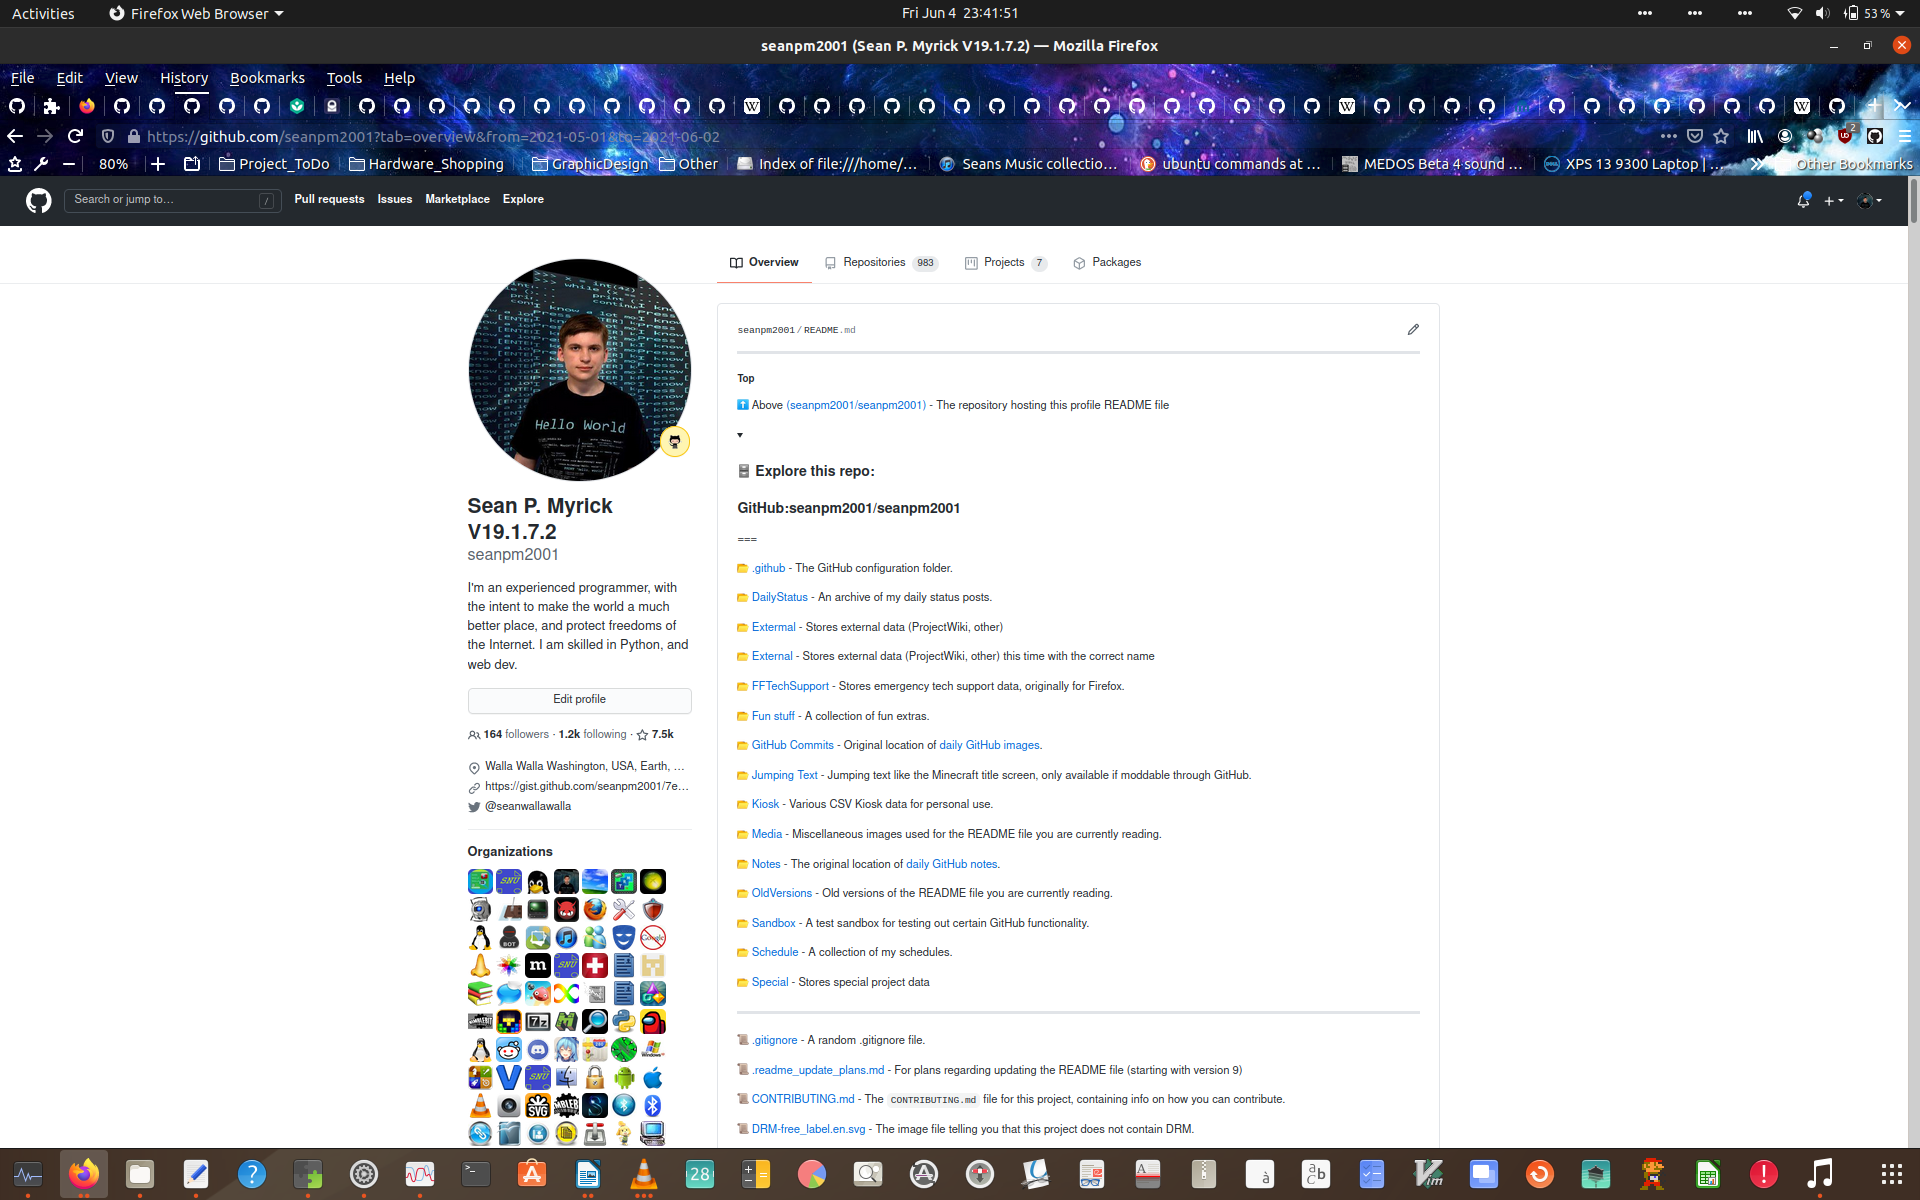 Activities Firefox Web Browser Fri Jun 4 23:41:51 53 %
seanpm2001 (Sean P. Myrick V19.1.7.2) — Mozilla Firefox
File Edit View History Bookmarks Tools Help
https://github.com/seanpm2001?tab=overview&from=2021-05-01&to=2021-06-02 2
80% Project_ToDo Hardware_Shopping GraphicDesign Other Index of file:///home/... Seans Music collectio... ubuntu commands at ... MEDOS Beta 4 sound ... XPS 13 9300 Laptop | ... Other Bookmarks
Search or jump to... / Pull requests Issues Marketplace Explore
Overview Repositories 983 Projects 7 Packages
seanpm2001/README.md
Top
Above (seanpm2001/seanpm2001) - The repository hosting this profile README file
Explore this repo:
GitHub:seanpm2001/seanpm2001
===
.github - The GitHub configuration folder.
DailyStatus - An archive of my daily status posts.
Extermal - Stores external data (ProjectWiki, other)
External - Stores external data (ProjectWiki, other) this time with the correct name
FFTechSupport - Stores emergency tech support data, originally for Firefox.
Fun stuff - A collection of fun extras.
GitHub Commits - Original location of daily GitHub images.
Jumping Text - Jumping text like the Minecraft title screen, only available if moddable through GitHub.
Kiosk - Various CSV Kiosk data for personal use.
Media - Miscellaneous images used for the README file you are currently reading.
Notes - The original location of daily GitHub notes.
OldVersions - Old versions of the README file you are currently reading.
Sandbox - A test sandbox for testing out certain GitHub functionality.
Schedule - A collection of my schedules.
Special - Stores special project data
.gitignore - A random .gitignore file.
.readme_update_plans.md - For plans regarding updating the README file (starting with version 9)
CONTRIBUTING.md - The CONTRIBUTING.md file for this project, containing info on how you can contribute.
DRM-free_label.en.svg - The image file telling you that this project does not contain DRM.
Hello World
Sean P. Myrick
V19.1.7.2
seanpm2001
I'm an experienced programmer, with
the intent to make the world a much
better place, and protect freedoms of
the Internet. I am skilled in Python, and
web dev.
Edit profile
164 followers · 1.2k following · 7.5k
Walla Walla Washington, USA, Earth, ...
https://gist.github.com/seanpm2001/7e...
@seanwallawalla
Organizations
28